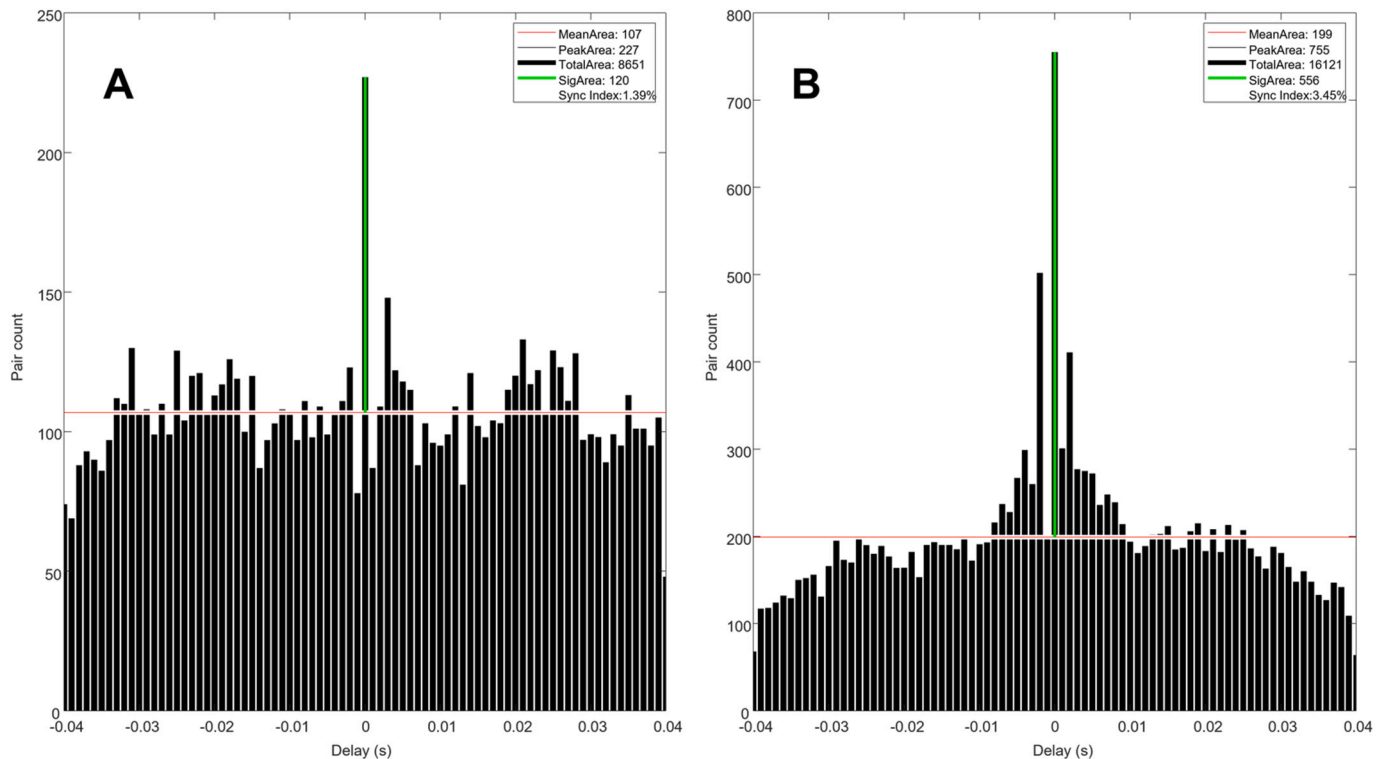 A
MeanArea: 107
PeakArea: 227
TotalArea: 8651
SigArea: 120
Sync Index:1.39%
250
200
150
100
50
0
Pair count
-0.04 -0.03 -0.02 -0.01 0 0.01 0.02 0.03 0.04
Delay (s)
B
MeanArea: 199
PeakArea: 755
TotalArea: 16121
SigArea: 556
Sync Index:3.45%
800
700
600
500
400
300
200
100
0
Pair count
-0.04 -0.03 -0.02 -0.01 0 0.01 0.02 0.03 0.04
Delay (s)